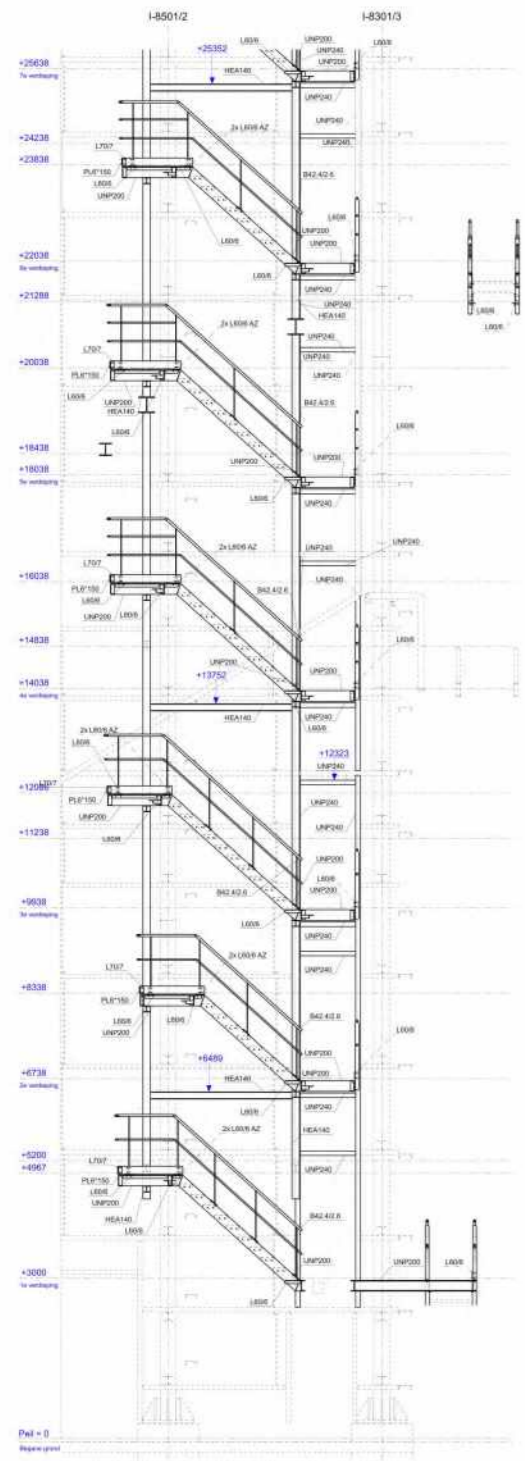 I-8501/2 I-8301/3
L60/6 UNP200
UNP240 L60/6
+25352 UNP200
+25638 HEA140
7e verdieping
UNP240
2x L60/6 AZ UNP240
+24238 L70/7 UNP240
+23838 PL6*150
L60/6 B42.4/2.6
UNP200
L60/6 L60/6
UNP200
+22038 UNP200
6e verdieping L60/6 UNP240
+21288 UNP240
HEA140 L60/6
2x L60/6 AZ UNP240 L60/6
L70/7 UNP240
+20038 UNP240
PL6*150
L60/6 B42.4/2.6
UNP200
HEA140
L60/6 L60/6
+18438 UNP200 UNP200
+18038 L60/6
5e verdieping UNP240
2x L60/6 AZ UNP240 UNP240
L70/7
+16038 UNP240
PL6*150 B42.4/2.6
L60/6
UNP200
+14838 L60/6
UNP200 UNP200
+14038 +13752
4e verdieping HEA140 UNP240
L60/6
2x L60/6 AZ +12323
L60/6 UNP240
L70/7
+12088
PL6*150 UNP240
UNP200 UNP240
+11238 L60/6
UNP200
L60/6
B42.4/2.6 UNP200
+9938
3e verdieping L60/6 UNP240
2x L60/6 AZ
L70/7 UNP240
+8338 PL6*150
L60/6 L60/6 B42.4/2.6
UNP200 L60/6
+6489 UNP200
+6738 HEA140 UNP200
2e verdieping
L60/6 UNP240
2x L60/6 AZ HEA140
+5200 L70/7
+4967 UNP240
PL6*150
L60/6
UNP200 B42.4/2.6
HEA140
L60/6 UNP200
+3000 UNP200 L60/6
1e verdieping
L60/6
Peil = 0
Begane grond